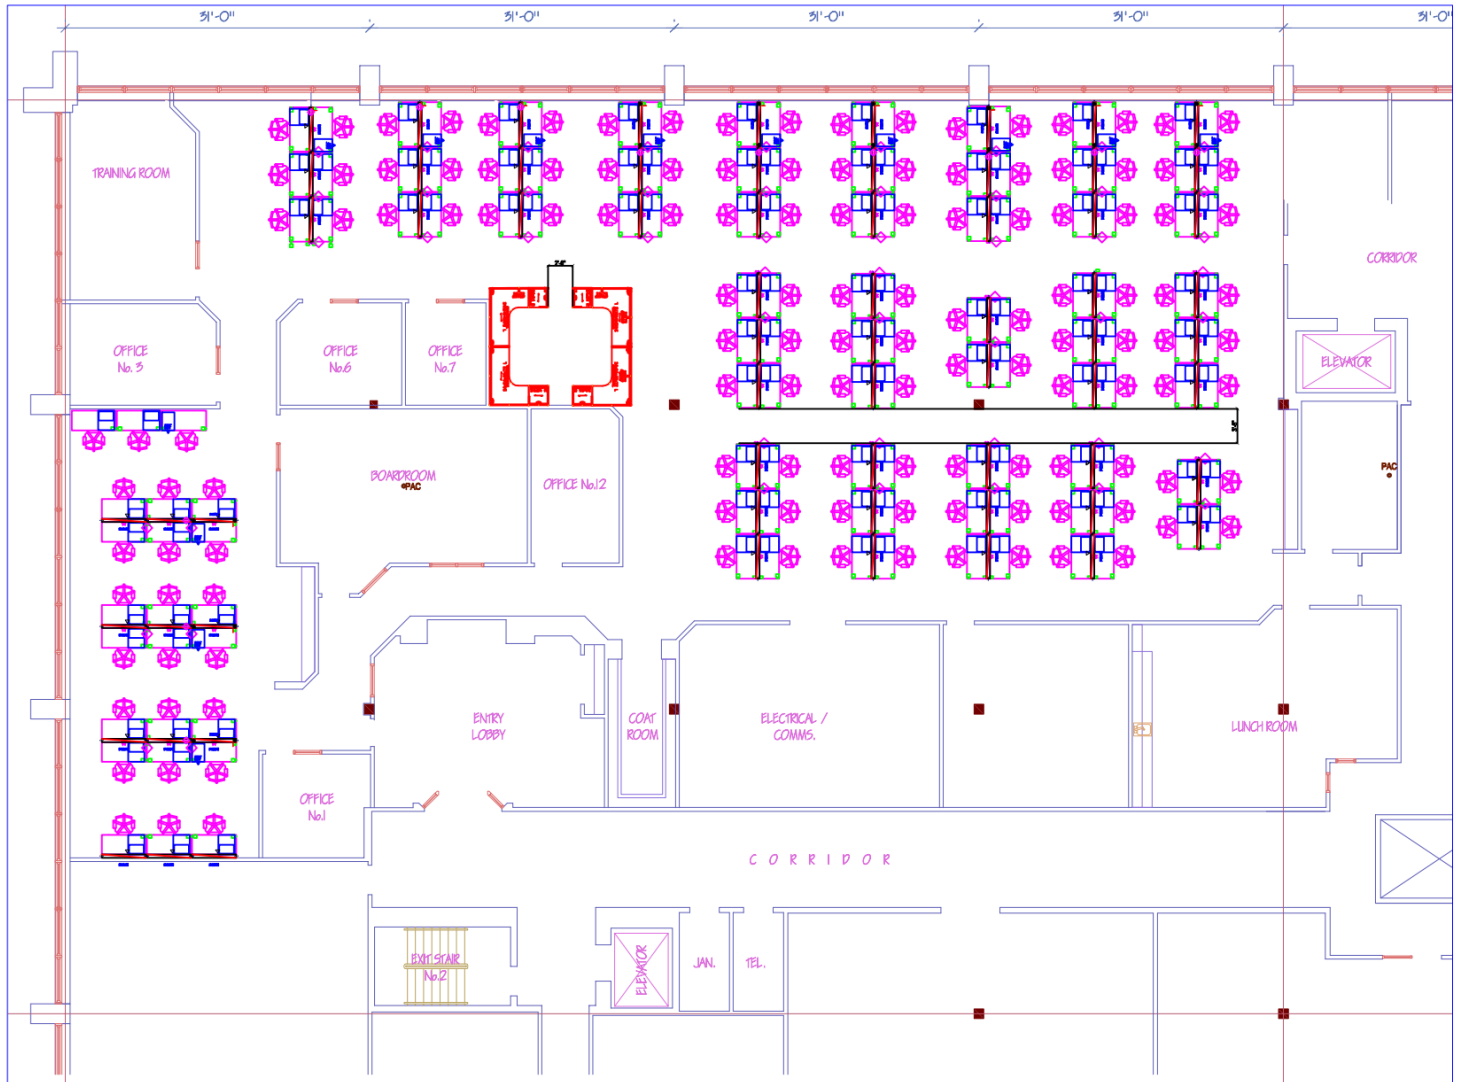 31'-0"
31'-0"
31'-0"
31'-0"
31'-0"
TRAINING ROOM
CORRIDOR
OFFICE
No. 3
OFFICE
No.6
OFFICE
No.7
ELEVATOR
BOARDROOM
PAC
OFFICE No.12
PAC
ENTRY
LOBBY
COAT
ROOM
ELECTRICAL /
COMMS.
LUNCH ROOM
OFFICE
No.1
CORRIDOR
EXIT STAIR
No.2
ELEVATOR
JAN.
TEL.